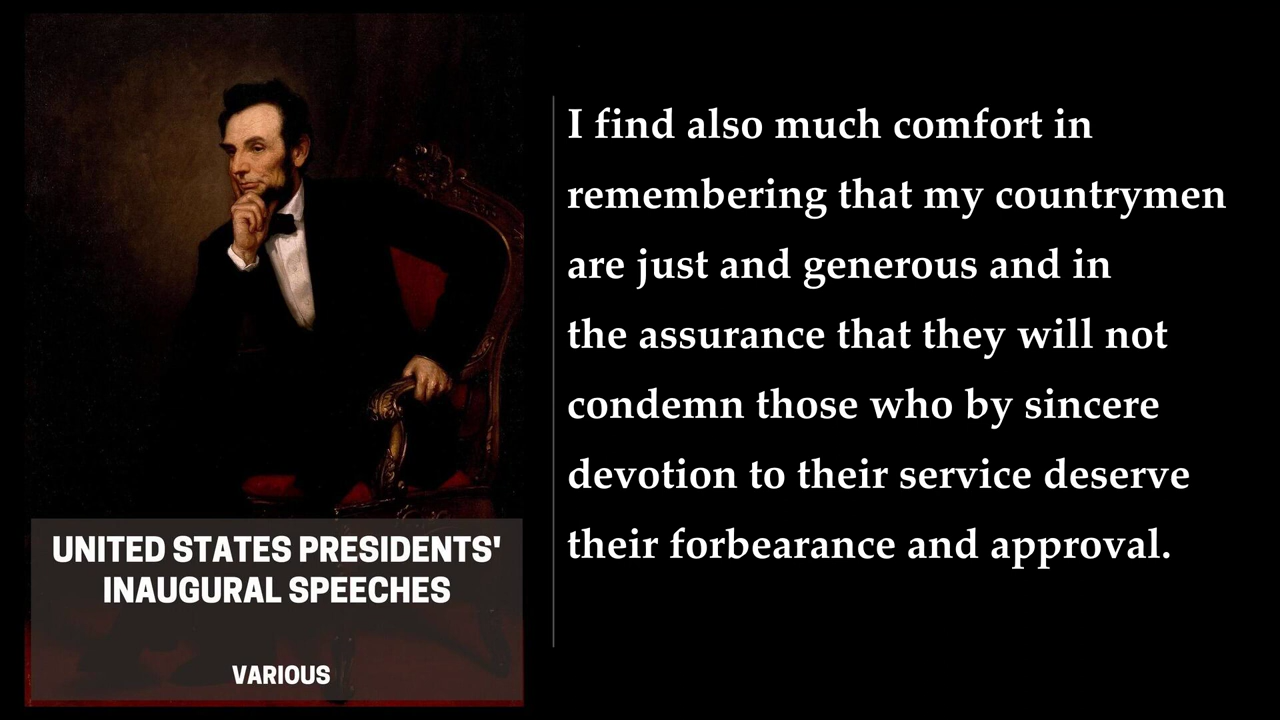 UNITED STATES PRESIDENTS'
INAUGURAL SPEECHES
VARIOUS
I find also much comfort in
remembering that my countrymen
are just and generous and in
the assurance that they will not
condemn those who by sincere
devotion to their service deserve
their forbearance and approval.